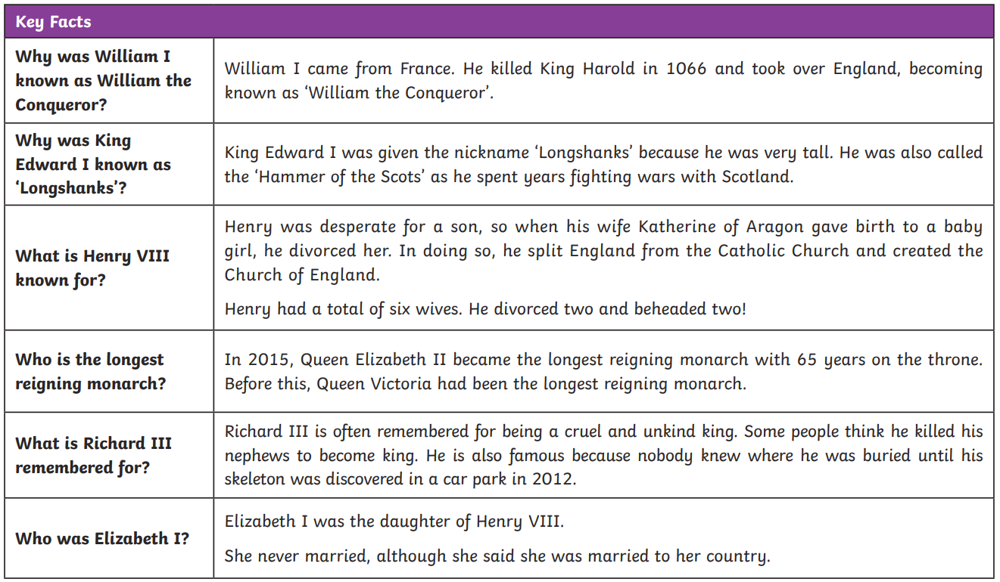 Key Facts
Why was William I
known as William the
Conqueror?
William I came from France. He killed King Harold in 1066 and took over England, becoming
known as ‘William the Conqueror’.
Why was King
Edward I known as
‘Longshanks’?
King Edward I was given the nickname ‘Longshanks’ because he was very tall. He was also called
the ‘Hammer of the Scots’ as he spent years fighting wars with Scotland.
What is Henry VIII
known for?
Henry was desperate for a son, so when his wife Katherine of Aragon gave birth to a baby
girl, he divorced her. In doing so, he split England from the Catholic Church and created the
Church of England.
Henry had a total of six wives. He divorced two and beheaded two!
Who is the longest
reigning monarch?
In 2015, Queen Elizabeth II became the longest reigning monarch with 65 years on the throne.
Before this, Queen Victoria had been the longest reigning monarch.
What is Richard III
remembered for?
Richard III is often remembered for being a cruel and unkind king. Some people think he killed his
nephews to become king. He is also famous because nobody knew where he was buried until his
skeleton was discovered in a car park in 2012.
Who was Elizabeth I?
Elizabeth I was the daughter of Henry VIII.
She never married, although she said she was married to her country.